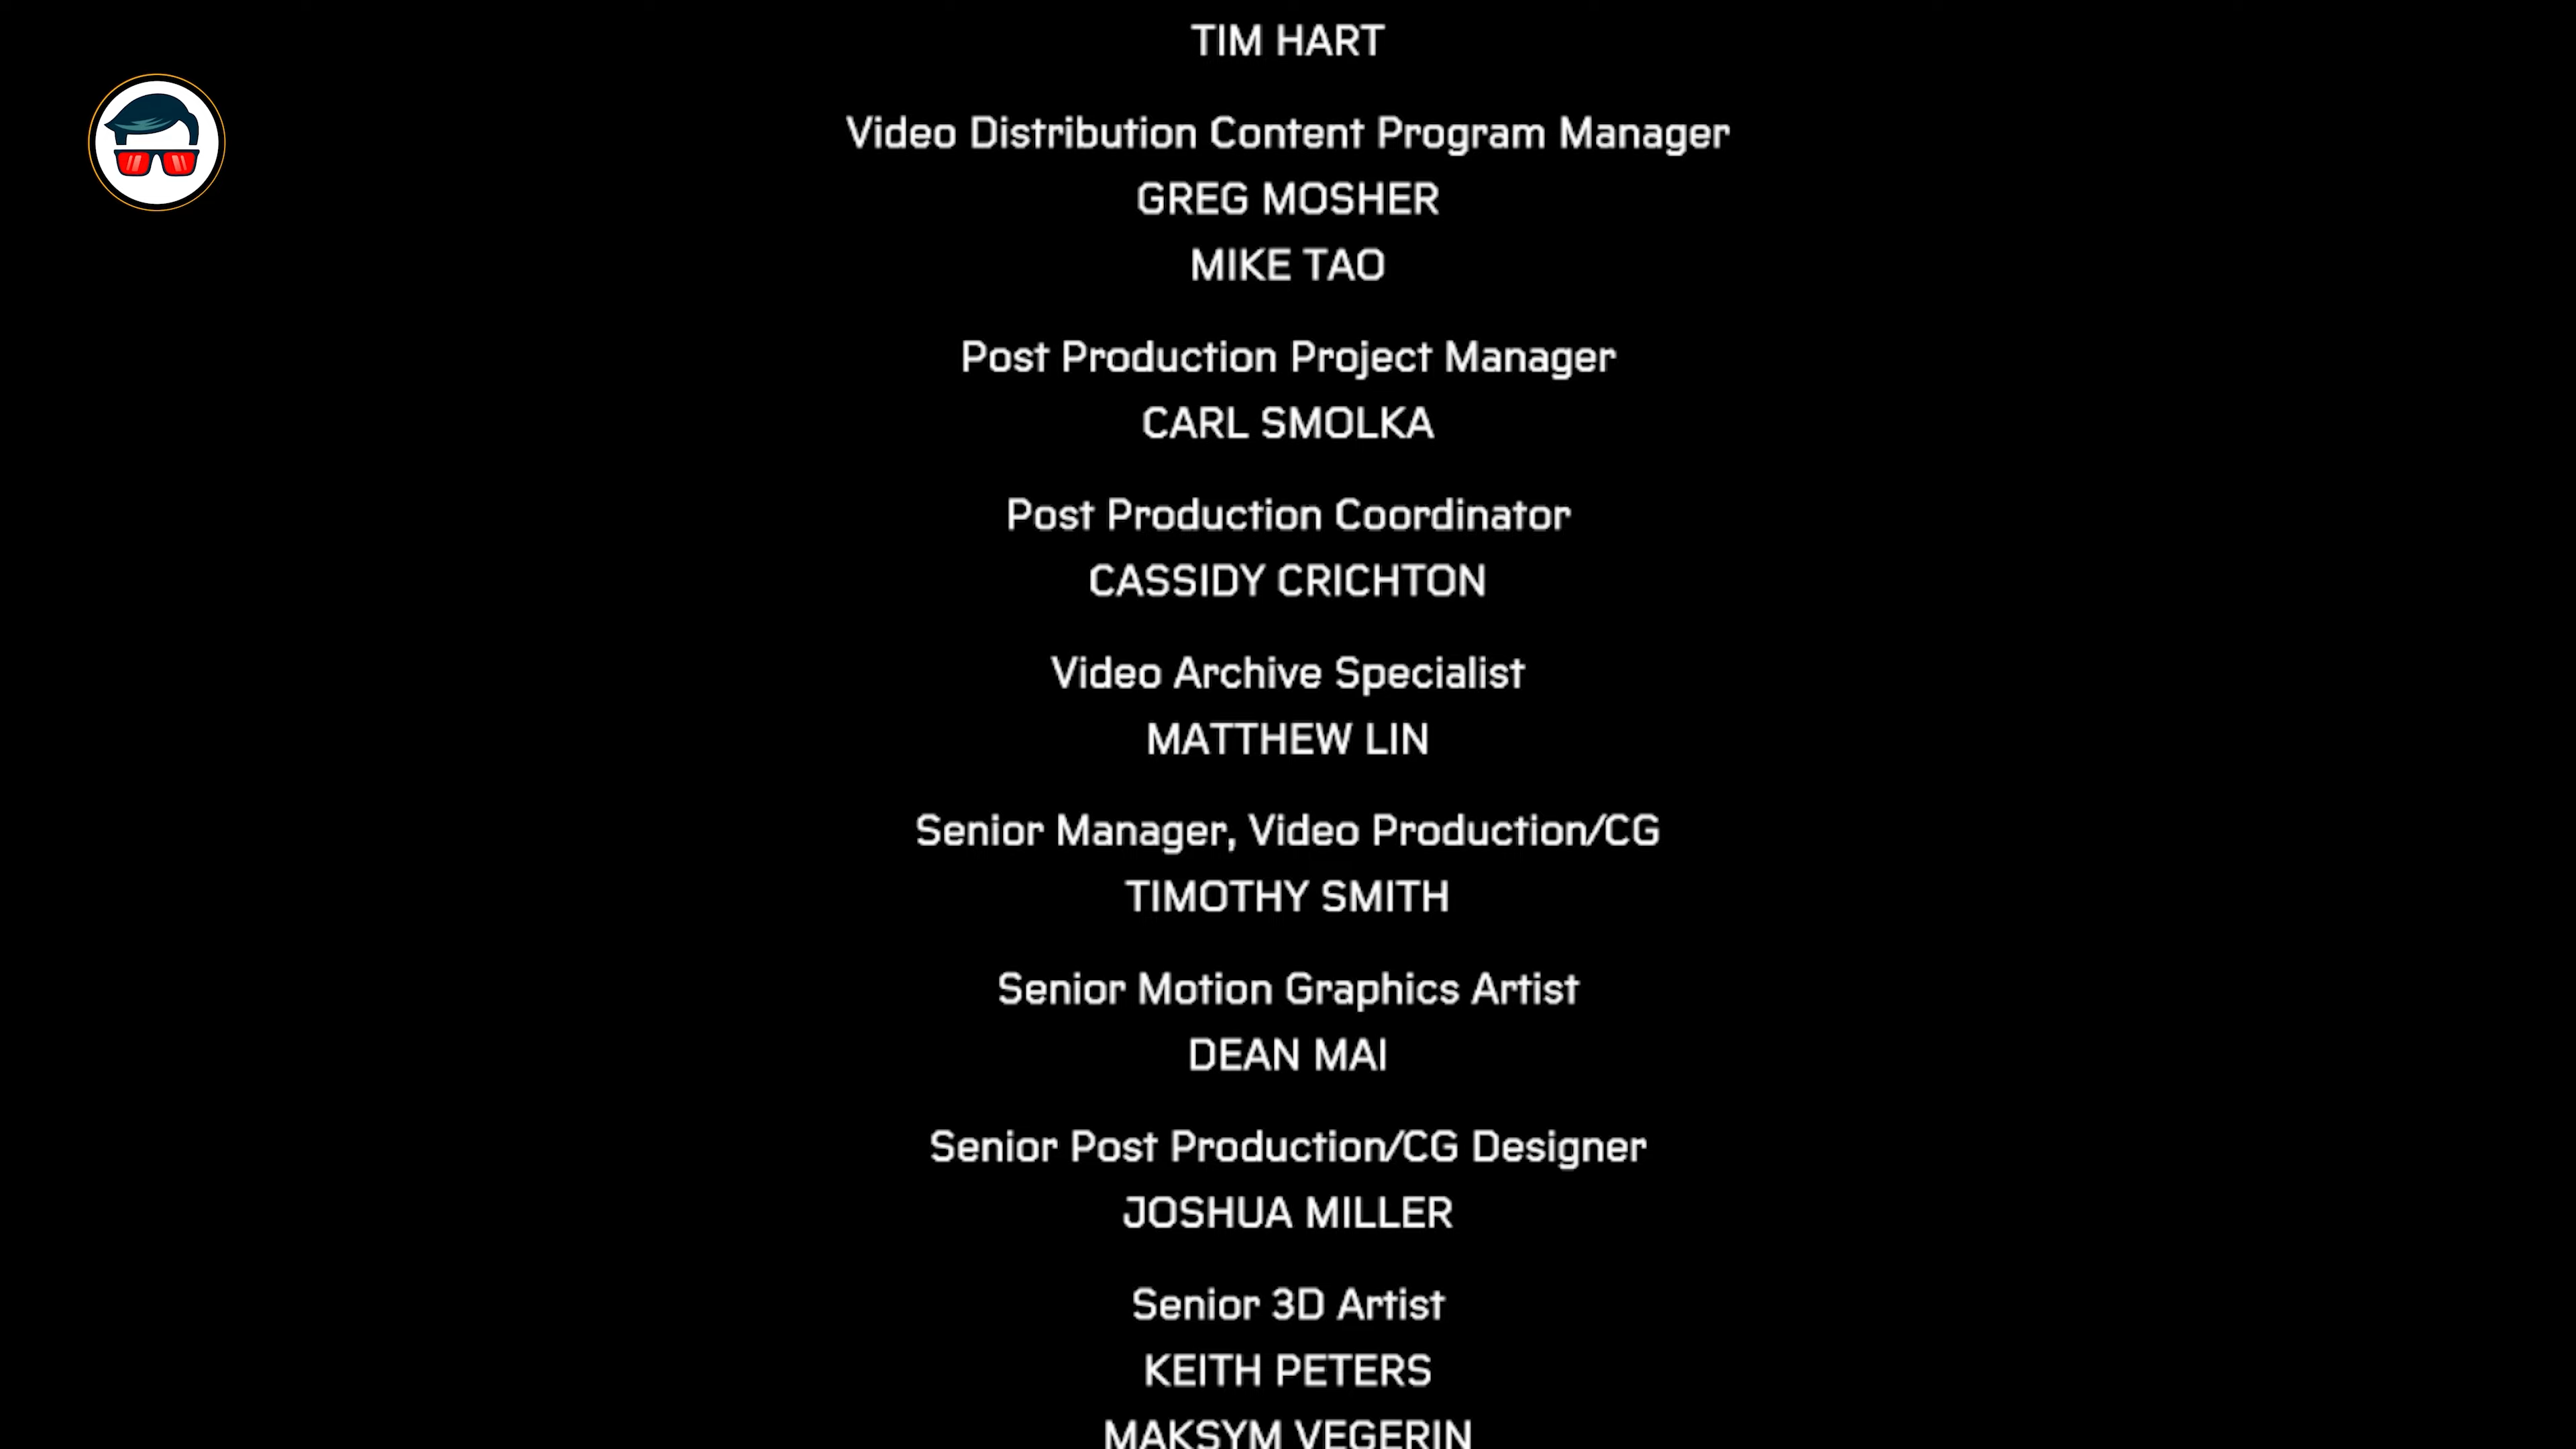 TIM HART
Video Distribution Content Program Manager
GREG MOSHER
MIKE TAO
Post Production Project Manager
CARL SMOLKA
Post Production Coordinator
CASSIDY CRICHTON
Video Archive Specialist
MATTHEW LIN
Senior Manager, Video Production/CG
TIMOTHY SMITH
Senior Motion Graphics Artist
DEAN MAI
Senior Post Production/CG Designer
JOSHUA MILLER
Senior 3D Artist
KEITH PETERS
MAKSYM VEGERIN